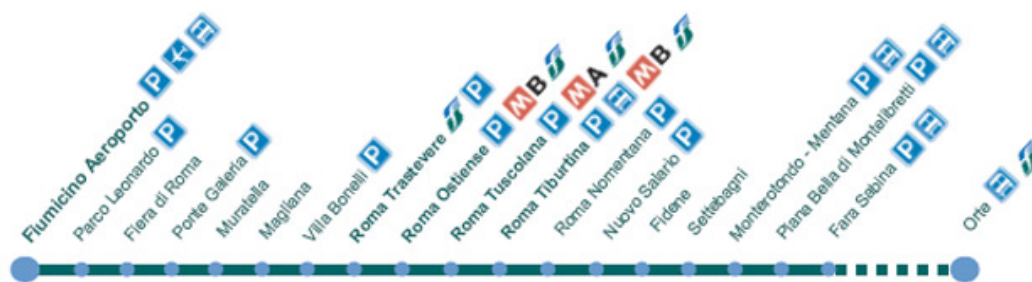 Fiumicino Aeroporto P
Parco Leonardo P
Fiera di Roma
Ponte Galeria P
Muratella
Magliana
Villa Bonelli P
Roma Trastevere P
Roma Ostiense P M B
Roma Tuscolana P M A
Roma Tiburtina P H M B
Roma Nomentana P
Nuovo Salario P
Fidene
Settebagni
Monterotondo - Mentana P H
Piana Bella di Montelibretti P H
Fara Sabina P H
Orte H